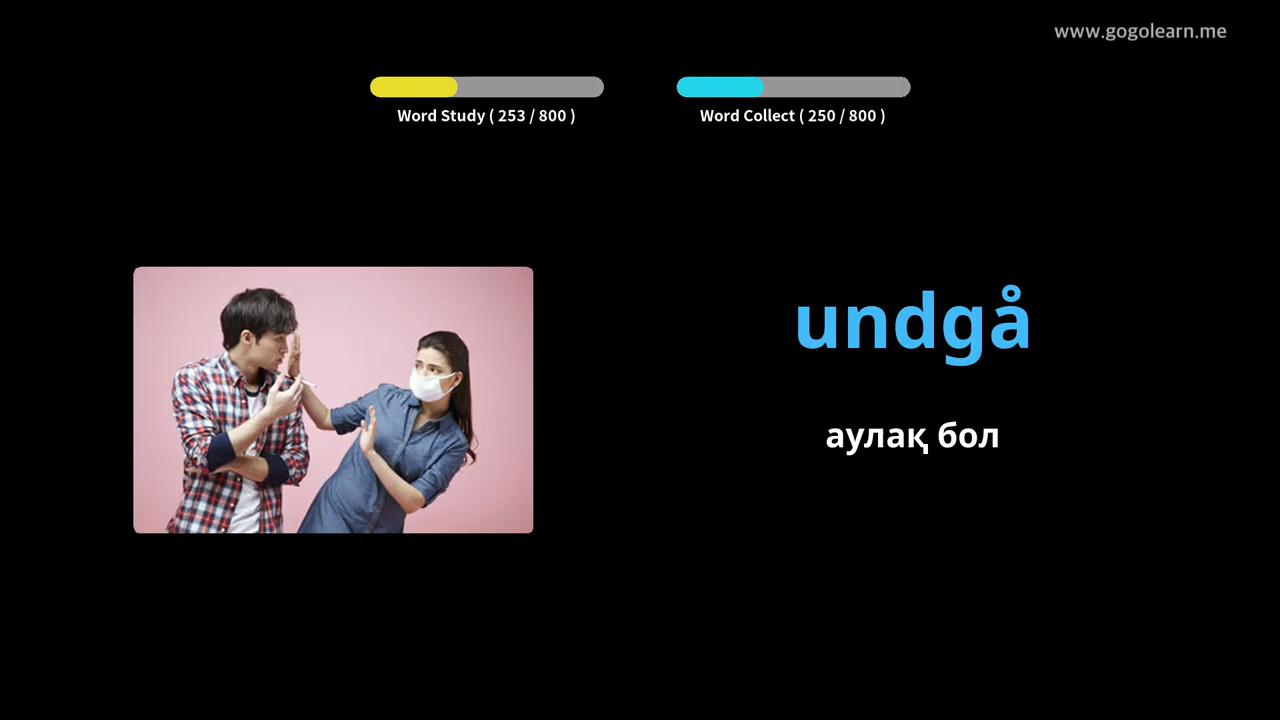 www.gogolearn.me
Word Study ( 253 / 800 )
Word Collect ( 250 / 800 )
undgå
аулақ бол